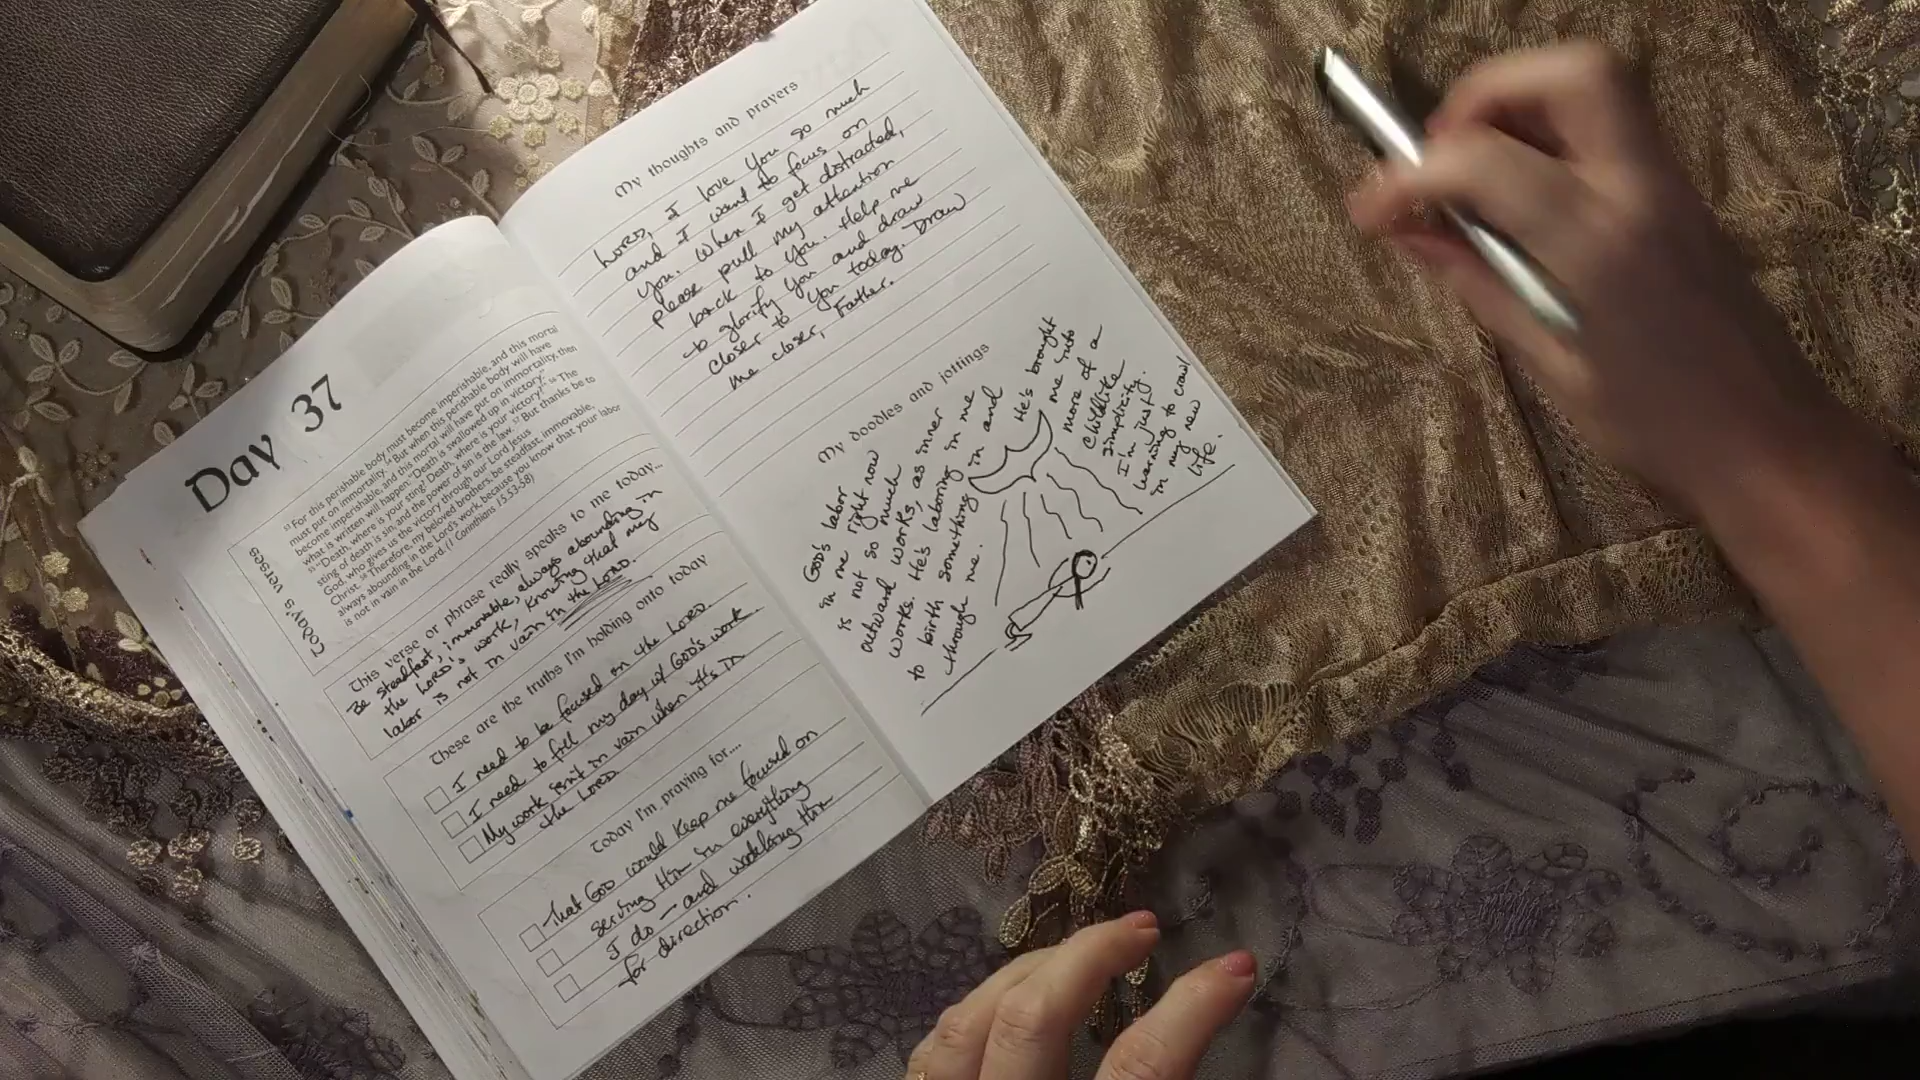 Day 37
Today's verses
53 For this perishable body must become imperishable, and this mortal
must put on immortality. 54 But when this perishable body will have
become imperishable, and this mortal will have put on immortality, then
what is written will happen: "Death is swallowed up in victory."
55 "Death, where is your sting? Death, where is your victory?" 56 The
sting of death is sin, and the power of sin is the law. 57 But thanks be to
God, who gives us the victory through our Lord Jesus
Christ. 58 Therefore, my beloved brothers, be steadfast, immovable,
always abounding in the Lord's work, because you know that your labor
is not in vain in the Lord. (1 Corinthians 15.53-58)
This verse or phrase really speaks to me today...
Be steadfast, immovable, always abounding in
the LORD's work, knowing that my
labor is not in vain in the LORD.
These are the truths I'm holding onto today
I need to be focused on the LORD.
I need to fill my day w/ GOD's work
My work isn't in vain when it's in
the LORD.
Today I'm praying for....
That GOD would keep me focused on
serving Him in everything
I do – and Him
for direction.
My thoughts and prayers
LORD, I love You so much
and I want to focus on
You. When I get distracted,
please pull my attention
back to You. Help me
to glorify You and draw
closer to You today. Draw
me closer, Father.
My doodles and jottings
GOD's labor
in me right now
is not so much
outward works, as inner
works. He's laboring in me
to birth something in and
through me.
He's brought
me into
more of a
childlike
simplicity.
I'm just
learning to crawl
in my new
life.